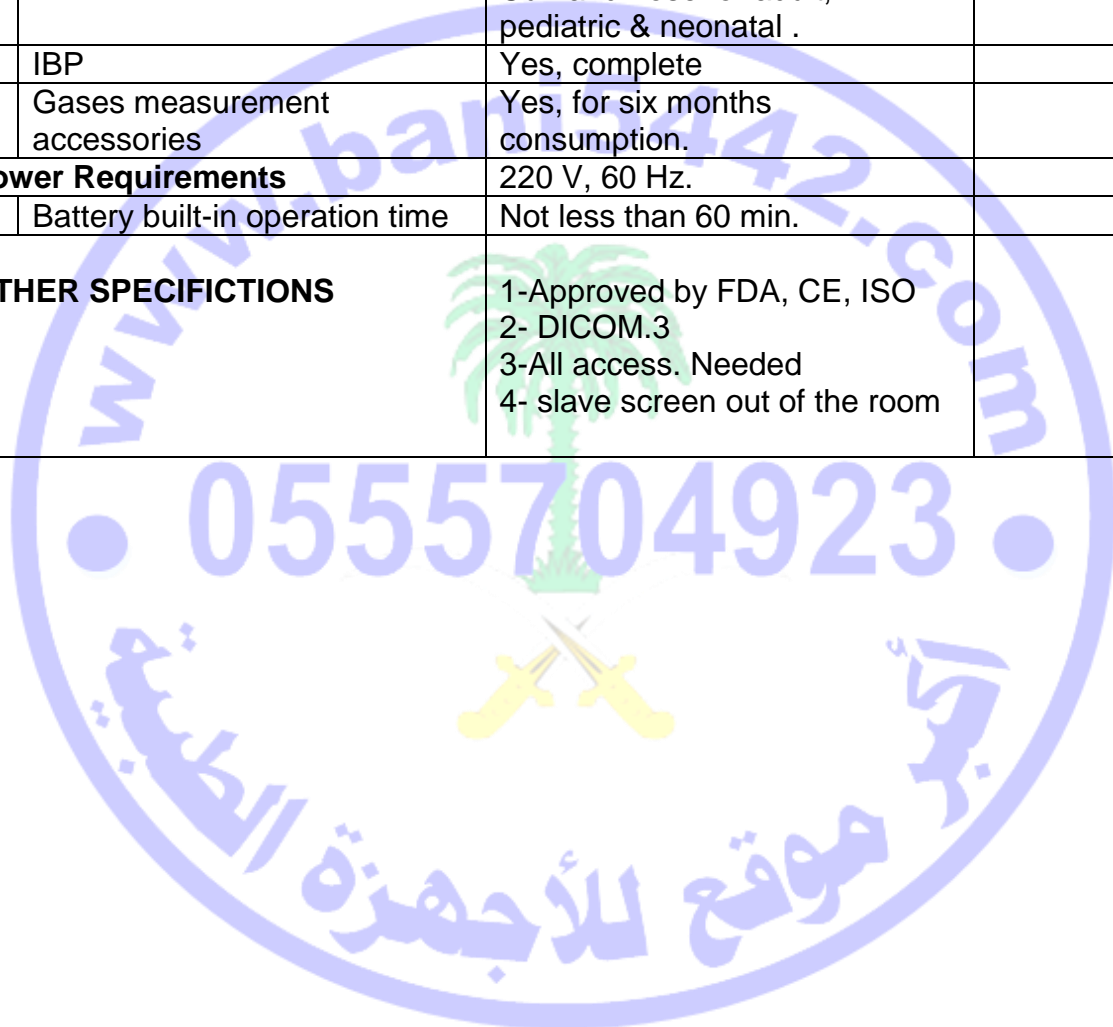 pediatric & neonatal .
IBP
Yes, complete
Gases measurement
accessories
Yes, for six months
consumption.
ower Requirements
220 V, 60 Hz.
Battery built-in operation time
Not less than 60 min.
THER SPECIFICTIONS
1-Approved by FDA, CE, ISO
2- DICOM.3
3-All access. Needed
4- slave screen out of the room
www.bani5442.com
0555704923
أكبر موقع للأجهزة الطبية